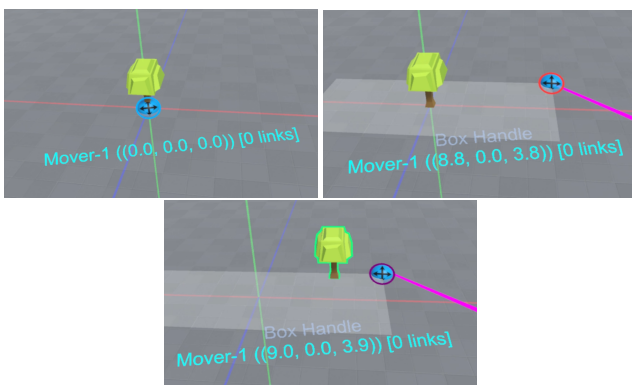 Mover-1 ((0.0, 0.0, 0.0)) [0 links]
Box Handle
Mover-1 ((8.8, 0.0, 3.8)) [0 links]
Box Handle
Mover-1 ((9.0, 0.0, 3.9)) [0 links]